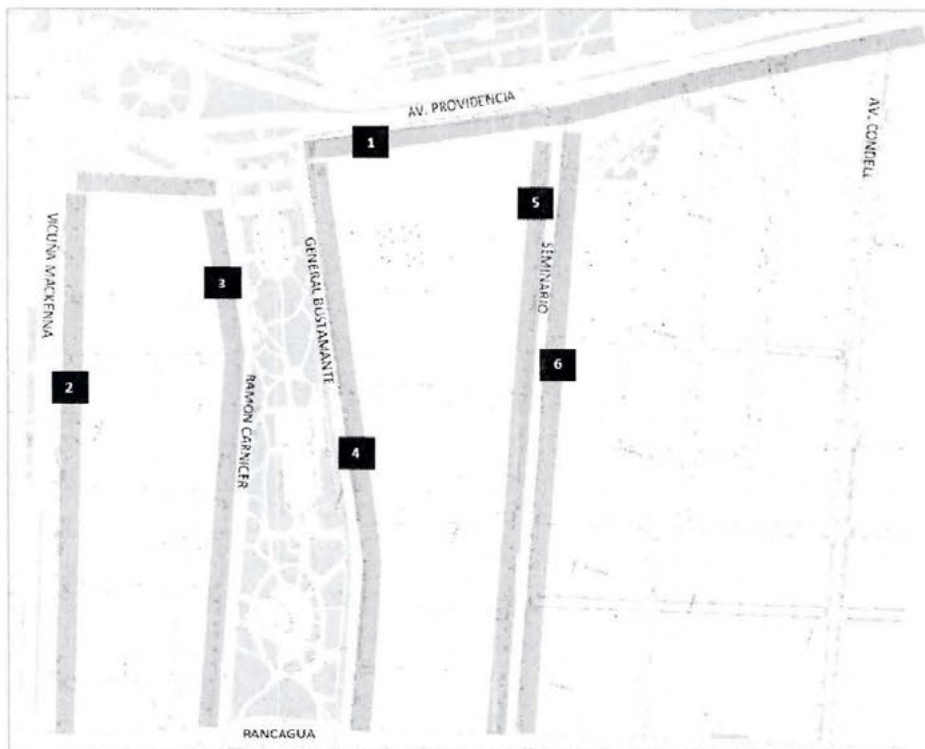 AV. PROVIDENCIA
AV. CONDELL
1
5
VICUÑA MACKENNA
GENERAL BUSTAMANTE
SEMINARIO
3
6
2
RAMÓN CARNICER
4
RANCAGUA